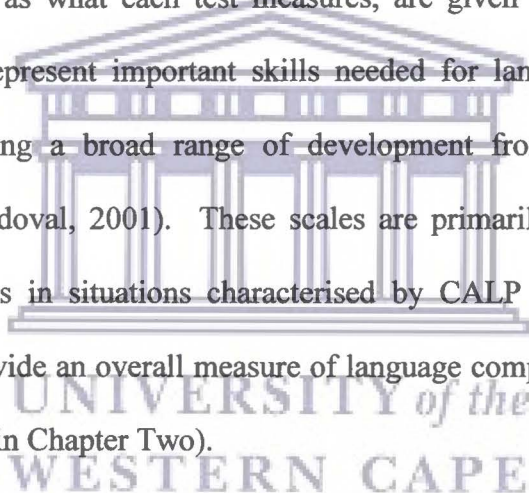 as what each test measures, are given
epresent important skills needed for lan
ng a broad range of development fro
doval, 2001). These scales are primaril
s in situations characterised by CALP
vide an overall measure of language comp
UNIVERSITY of the
in Chapter Two).
WESTERN CAPE